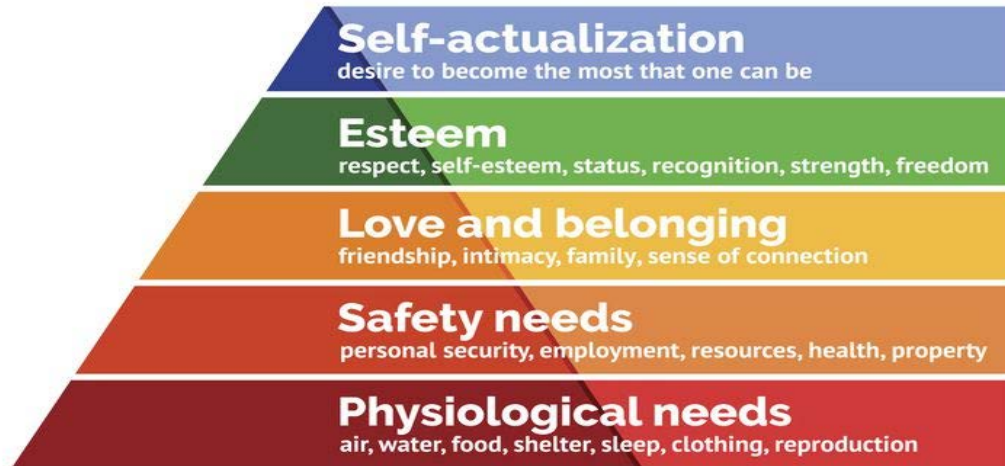 Self-actualization
desire to become the most that one can be
Esteem
respect, self-esteem, status, recognition, strength, freedom
Love and belonging
friendship, intimacy, family, sense of connection
Safety needs
personal security, employment, resources, health, property
Physiological needs
air, water, food, shelter, sleep, clothing, reproduction